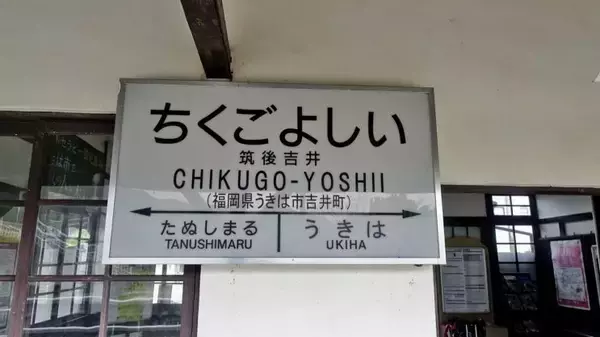 ちくごよしい
筑後吉井
CHIKUGO-YOSHII
(福岡県うきは市吉井町)
たぬしまる うきは
TANUSHIMARU UKIHA